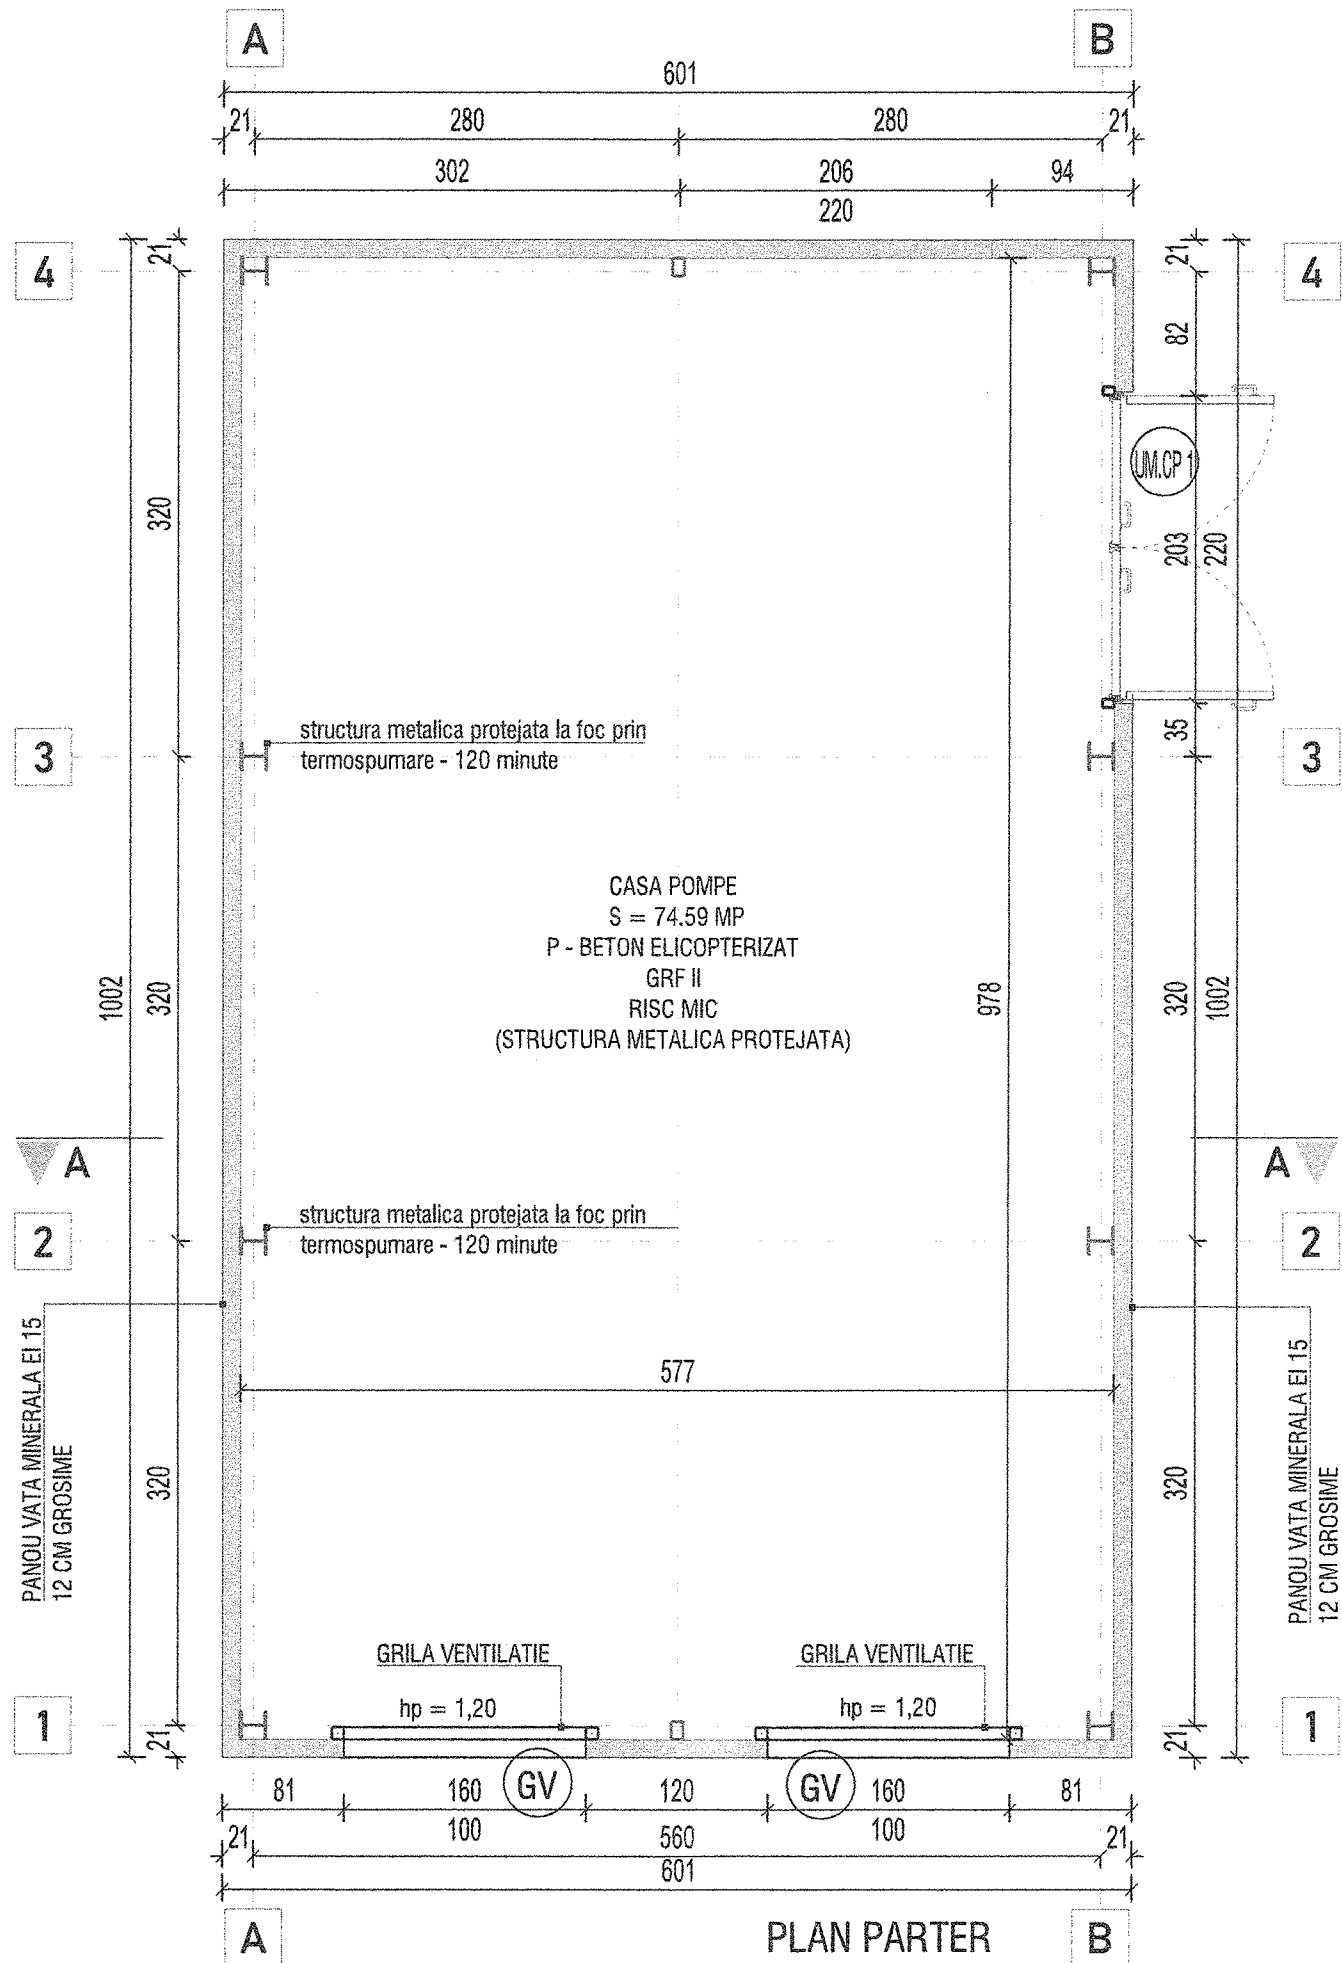 A
B
601
21
280
280
21
302
206
94
220
4
21
21
4
82
UM.CP 1
320
203
220
35
3
structura metalica protejata la foc prin
termospumare - 120 minute
3
CASA POMPE
S = 74.59 MP
P - BETON ELICOPTERIZAT
GRF II
RISC MIC
(STRUCTURA METALICA PROTEJATA)
1002
320
978
320
1002
A
A
2
structura metalica protejata la foc prin
termospumare - 120 minute
2
PANOU VATA MINERALA EI 15
12 CM GROSIME
577
PANOU VATA MINERALA EI 15
12 CM GROSIME
320
320
GRILA VENTILATIE
GRILA VENTILATIE
hp = 1,20
hp = 1,20
1
21
21
1
81
160
GV
120
GV
160
81
21
100
560
100
21
601
A
PLAN PARTER
B